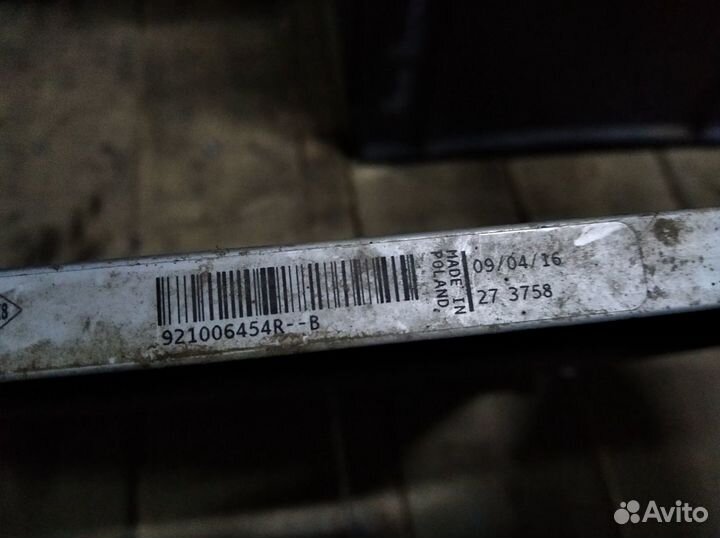 921006454R--B
MADE IN
POLAND,
09/04/16
27 3758
Avito